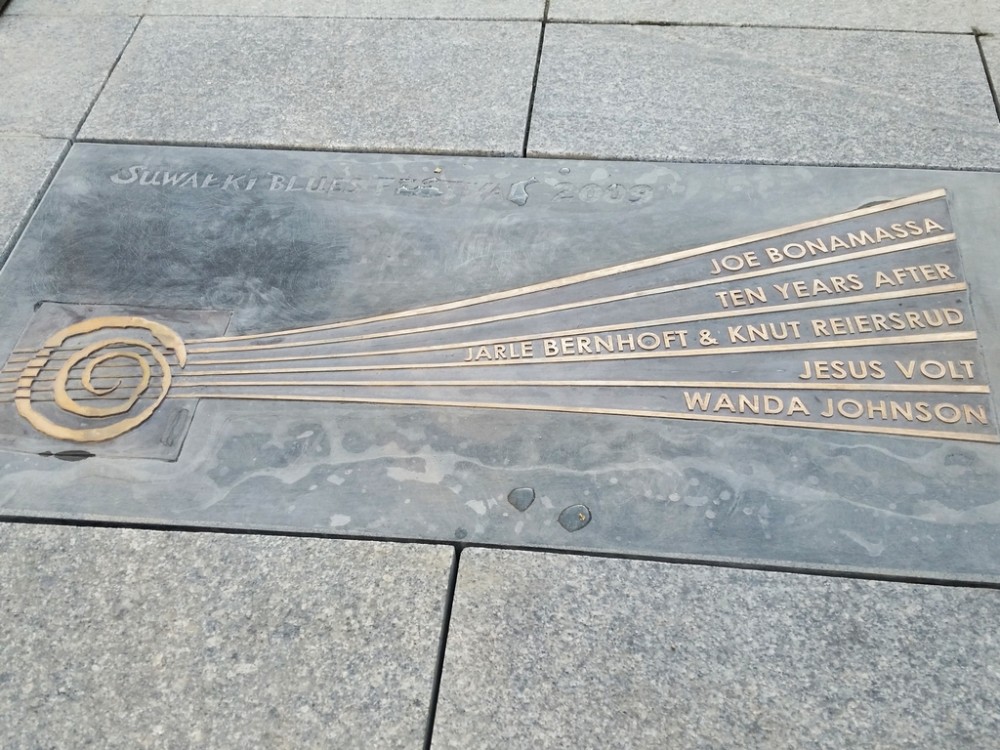 SUWAŁKI BLUES FESTIVAL 2009
JOE BONAMASSA
TEN YEARS AFTER
JARLE BERNHOFT & KNUT REIERSRUD
JESUS VOLT
WANDA JOHNSON